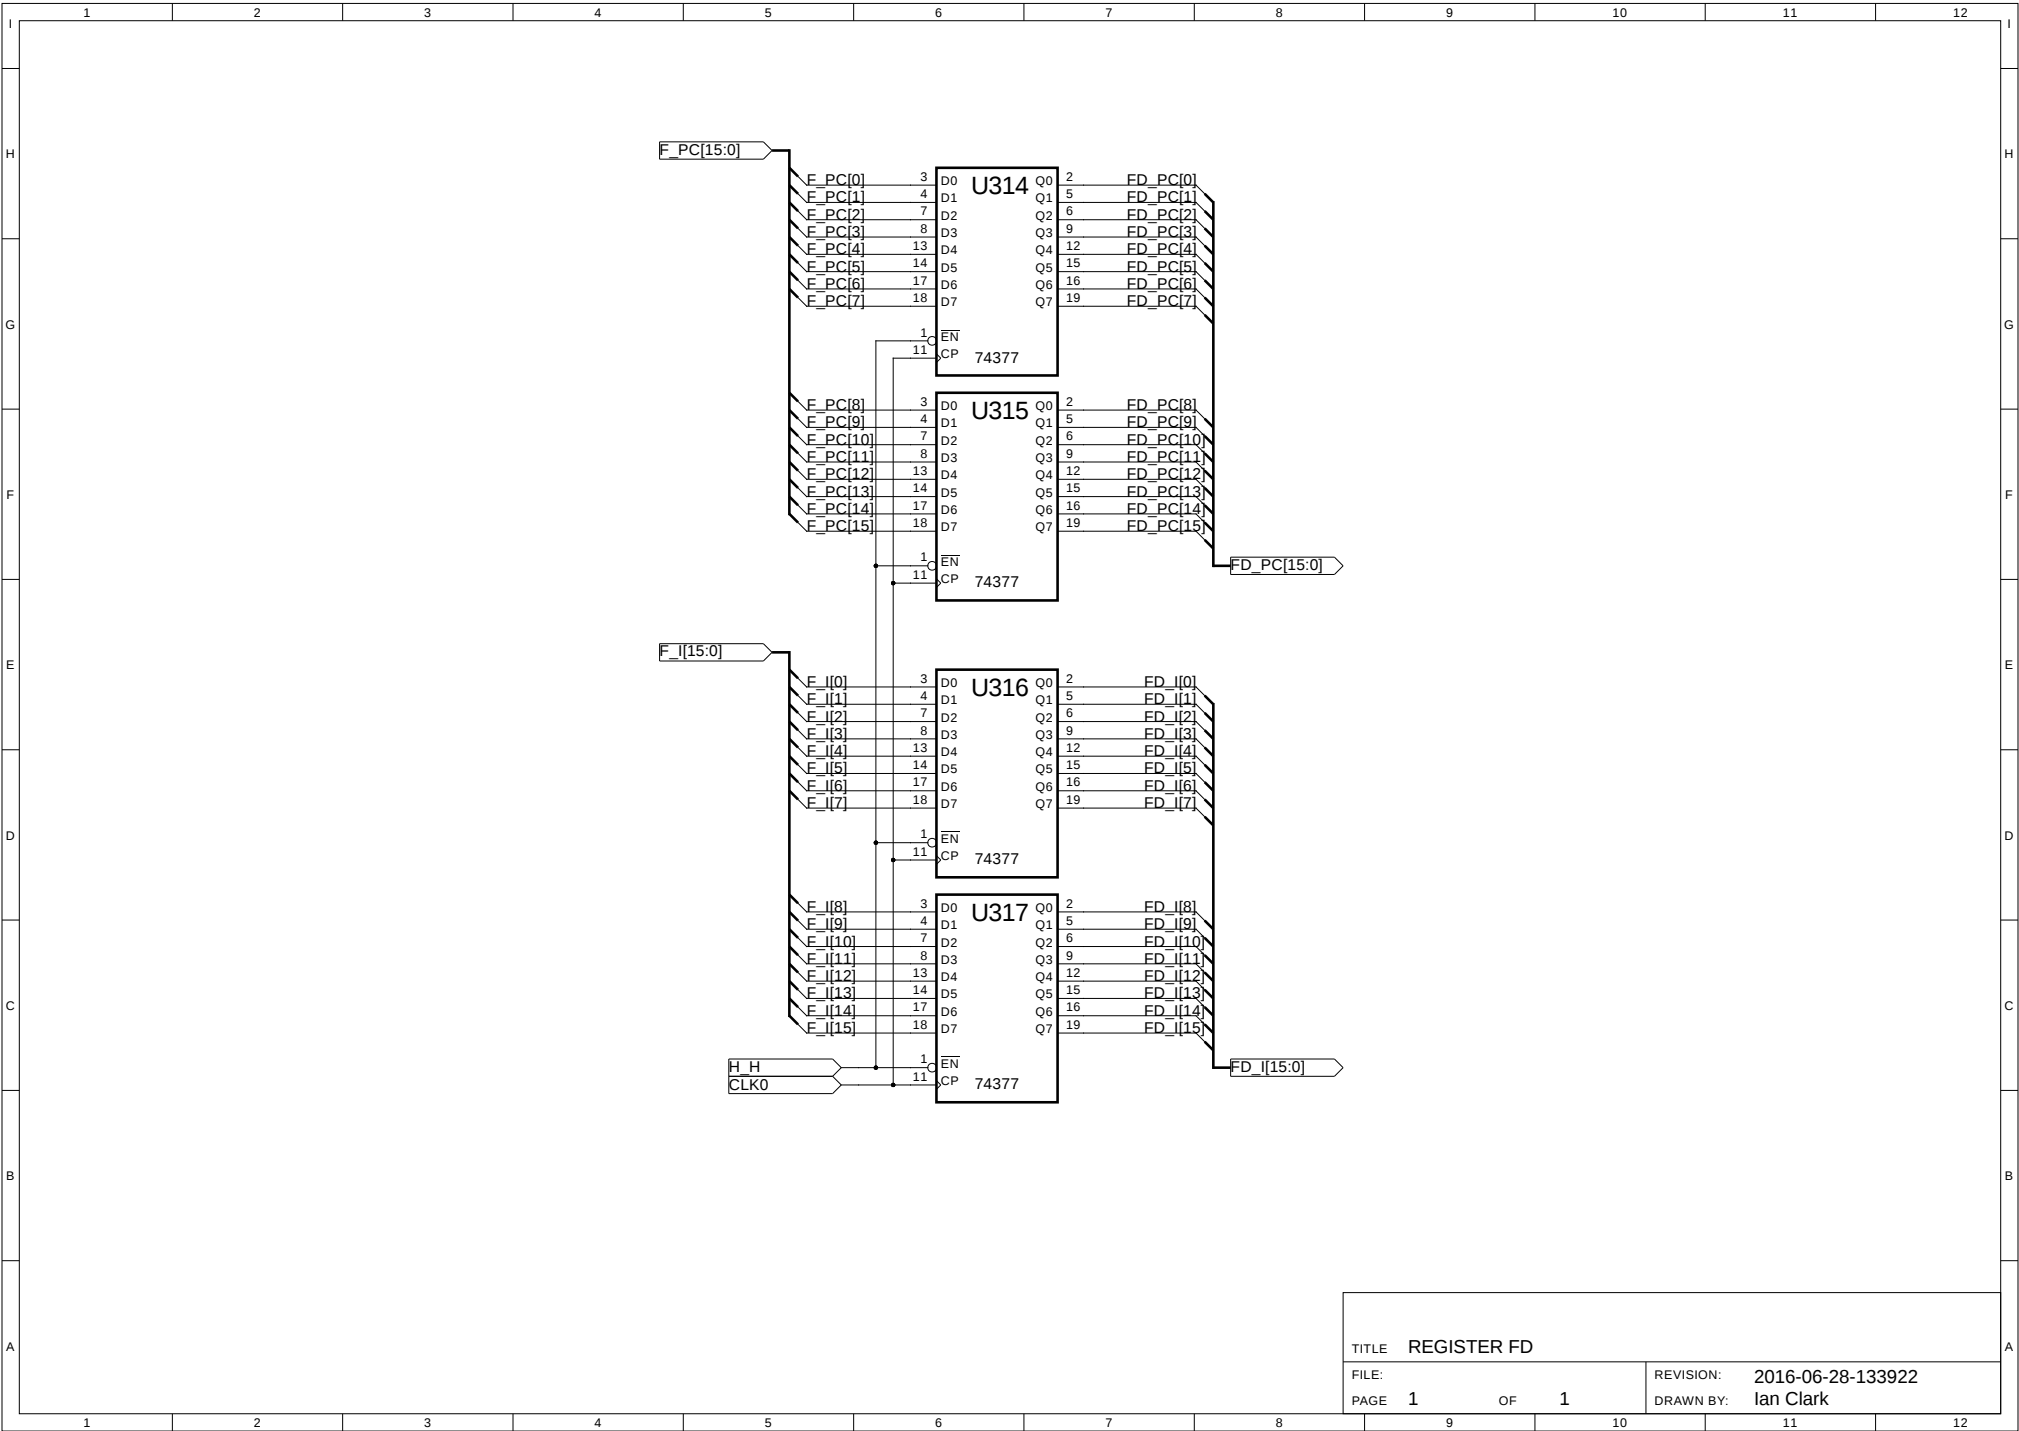 1 2 3 4 5 6 7 8 9 10 11 12
I I
H H
G G
F F
E E
D D
C C
B B
A A
F_PC[15:0]
F_PC[0] 3 D0 U314 Q0 2 FD_PC[0]
F_PC[1] 4 D1 Q1 5 FD_PC[1]
F_PC[2] 7 D2 Q2 6 FD_PC[2]
F_PC[3] 8 D3 Q3 9 FD_PC[3]
F_PC[4] 13 D4 Q4 12 FD_PC[4]
F_PC[5] 14 D5 Q5 15 FD_PC[5]
F_PC[6] 17 D6 Q6 16 FD_PC[6]
F_PC[7] 18 D7 Q7 19 FD_PC[7]
1 EN
11 CP 74377
F_PC[8] 3 D0 U315 Q0 2 FD_PC[8]
F_PC[9] 4 D1 Q1 5 FD_PC[9]
F_PC[10] 7 D2 Q2 6 FD_PC[10]
F_PC[11] 8 D3 Q3 9 FD_PC[11]
F_PC[12] 13 D4 Q4 12 FD_PC[12]
F_PC[13] 14 D5 Q5 15 FD_PC[13]
F_PC[14] 17 D6 Q6 16 FD_PC[14]
F_PC[15] 18 D7 Q7 19 FD_PC[15]
1 EN FD_PC[15:0]
11 CP 74377
F_I[15:0]
F_I[0] 3 D0 U316 Q0 2 FD_I[0]
F_I[1] 4 D1 Q1 5 FD_I[1]
F_I[2] 7 D2 Q2 6 FD_I[2]
F_I[3] 8 D3 Q3 9 FD_I[3]
F_I[4] 13 D4 Q4 12 FD_I[4]
F_I[5] 14 D5 Q5 15 FD_I[5]
F_I[6] 17 D6 Q6 16 FD_I[6]
F_I[7] 18 D7 Q7 19 FD_I[7]
1 EN
11 CP 74377
F_I[8] 3 D0 U317 Q0 2 FD_I[8]
F_I[9] 4 D1 Q1 5 FD_I[9]
F_I[10] 7 D2 Q2 6 FD_I[10]
F_I[11] 8 D3 Q3 9 FD_I[11]
F_I[12] 13 D4 Q4 12 FD_I[12]
F_I[13] 14 D5 Q5 15 FD_I[13]
F_I[14] 17 D6 Q6 16 FD_I[14]
F_I[15] 18 D7 Q7 19 FD_I[15]
H_H 1 EN FD_I[15:0]
CLK0 11 CP 74377
TITLE REGISTER FD
FILE: REVISION: 2016-06-28-133922
PAGE 1 OF 1 DRAWN BY: Ian Clark
1 2 3 4 5 6 7 8 9 10 11 12